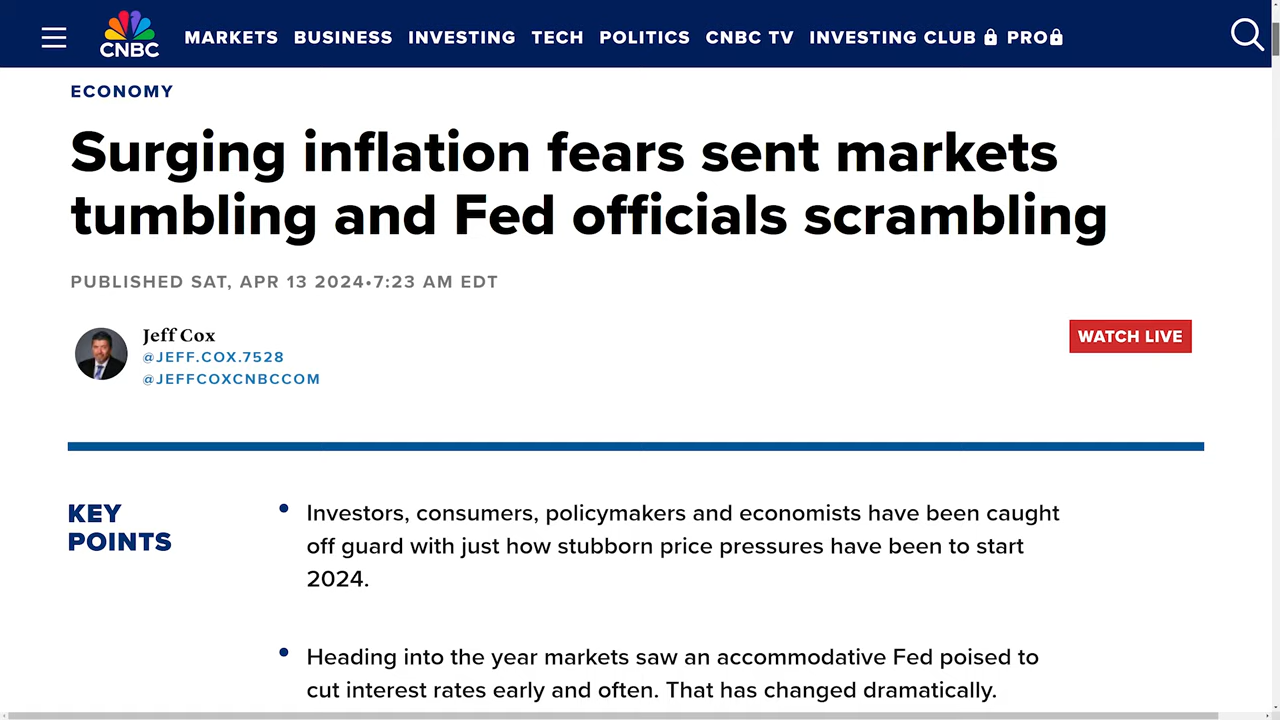 CNBC
MARKETS BUSINESS INVESTING TECH POLITICS CNBC TV INVESTING CLUB PRO
ECONOMY
Surging inflation fears sent markets
tumbling and Fed officials scrambling
PUBLISHED SAT, APR 13 2024•7:23 AM EDT
Jeff Cox
@JEFF.COX.7528
@JEFFCOXCNBCCOM
WATCH LIVE
KEY
POINTS
• Investors, consumers, policymakers and economists have been caught
off guard with just how stubborn price pressures have been to start
2024.
• Heading into the year markets saw an accommodative Fed poised to
cut interest rates early and often. That has changed dramatically.